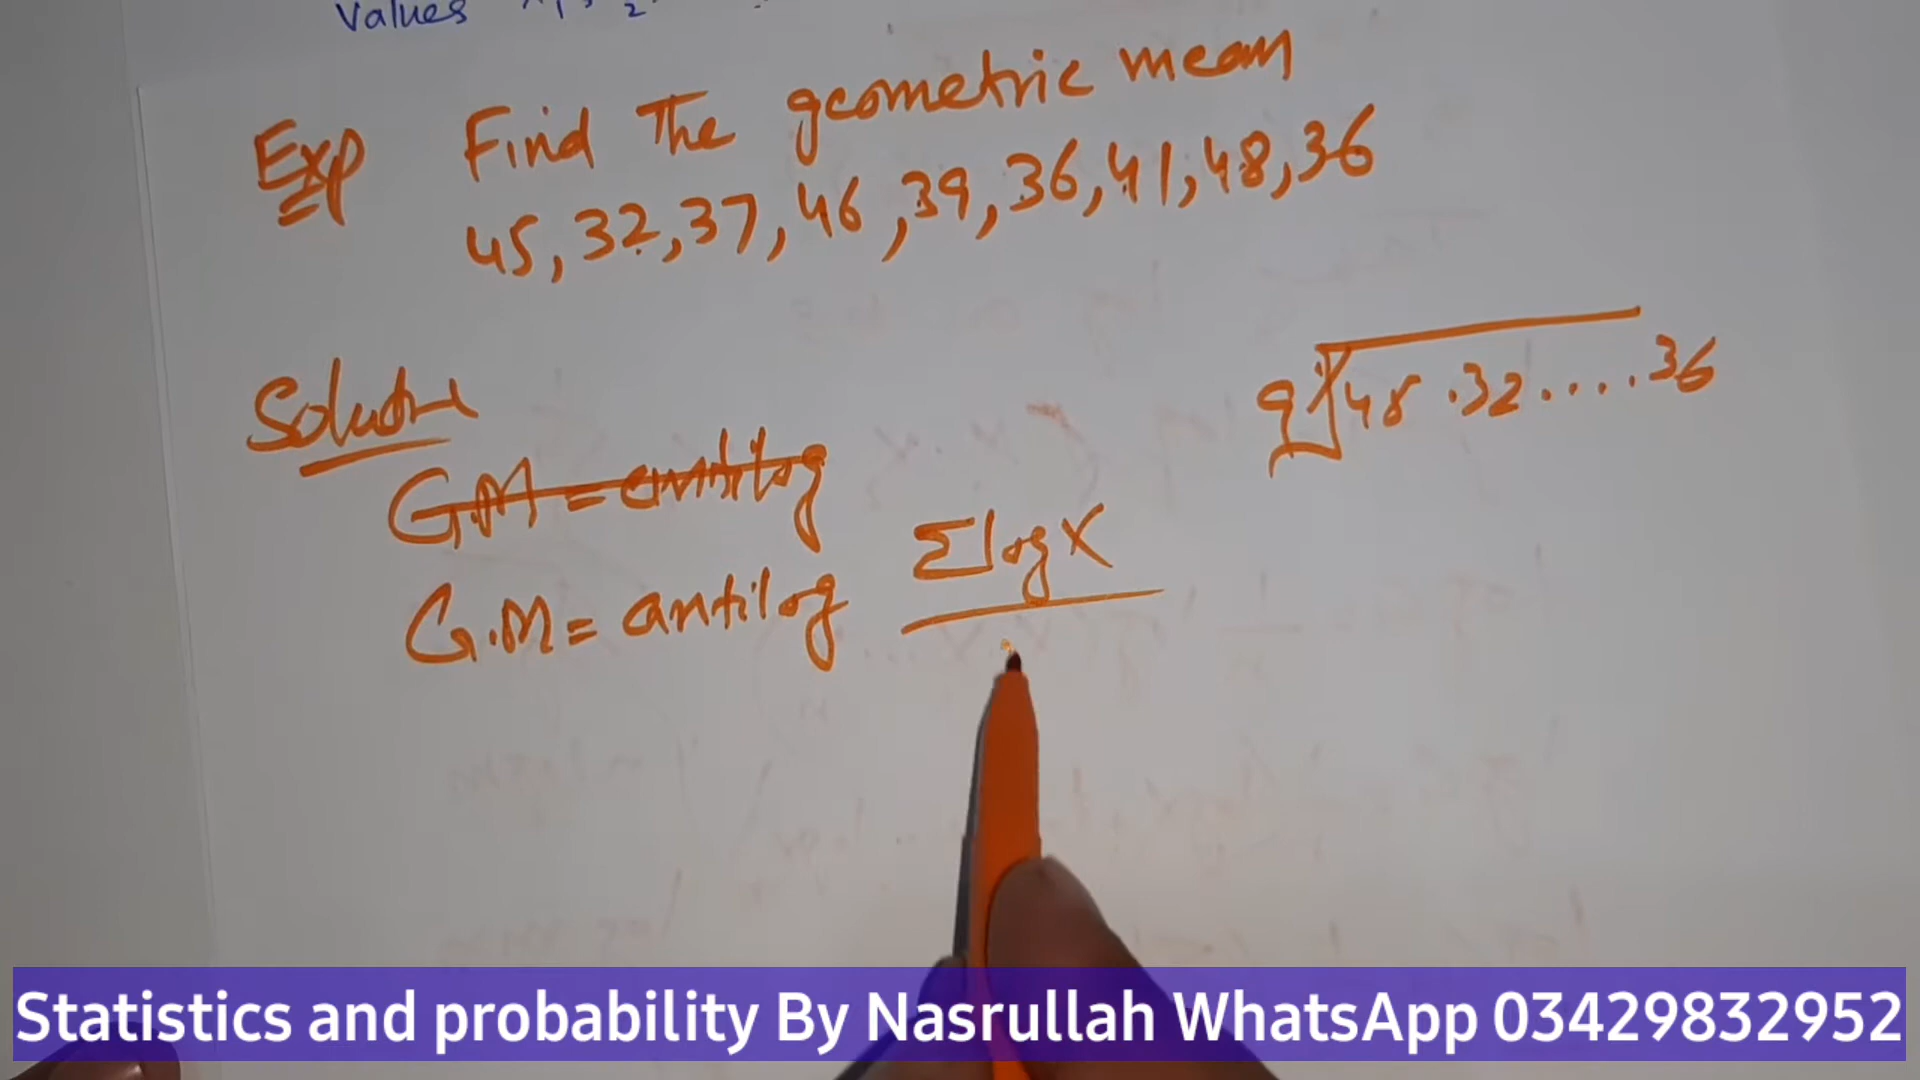 Values
Exp Find The geometric mean
45, 32, 37, 46, 39, 36, 41, 48, 36
9√48 .32 . . . . . 36
Solution
G.M = antilog
G.M = antilog Σlog X
Statistics and probability By Nasrullah WhatsApp 03429832952